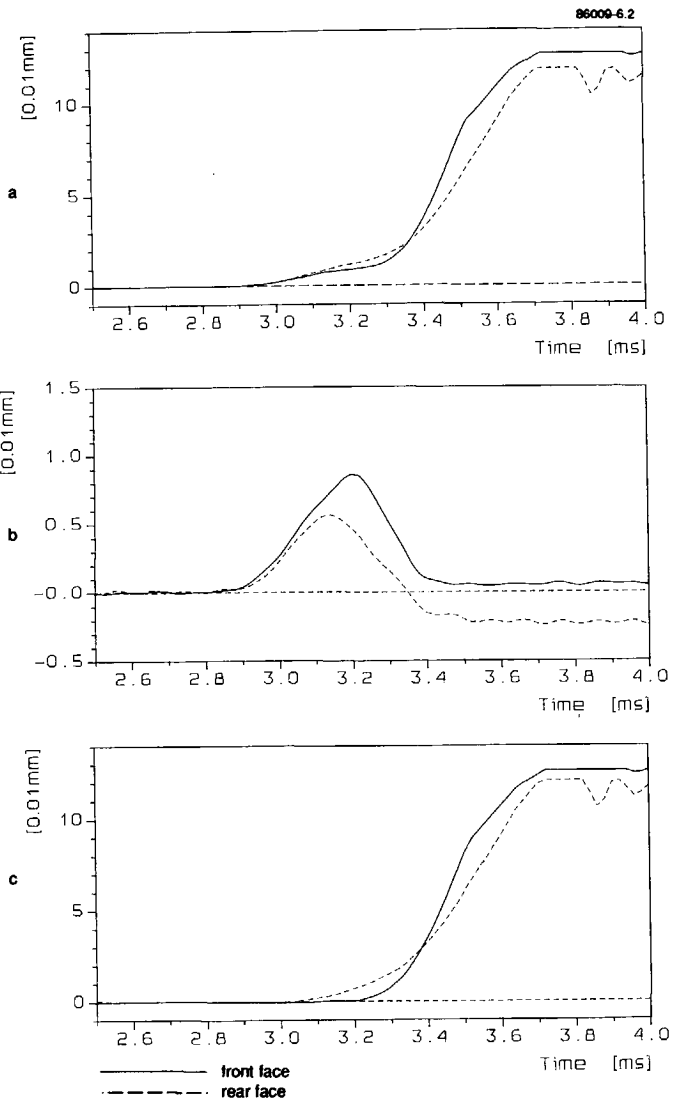 86009-6.2
[0.01mm]
10
5
0
a
2.6 2.8 3.0 3.2 3.4 3.6 3.8 4.0
Time [ms]
[0.01mm]
1.5
1.0
0.5
-0.0
-0.5
b
2.6 2.8 3.0 3.2 3.4 3.6 3.8 4.0
Time [ms]
[0.01mm]
10
5
0
c
2.6 2.8 3.0 3.2 3.4 3.6 3.8 4.0
Time [ms]
front face
rear face